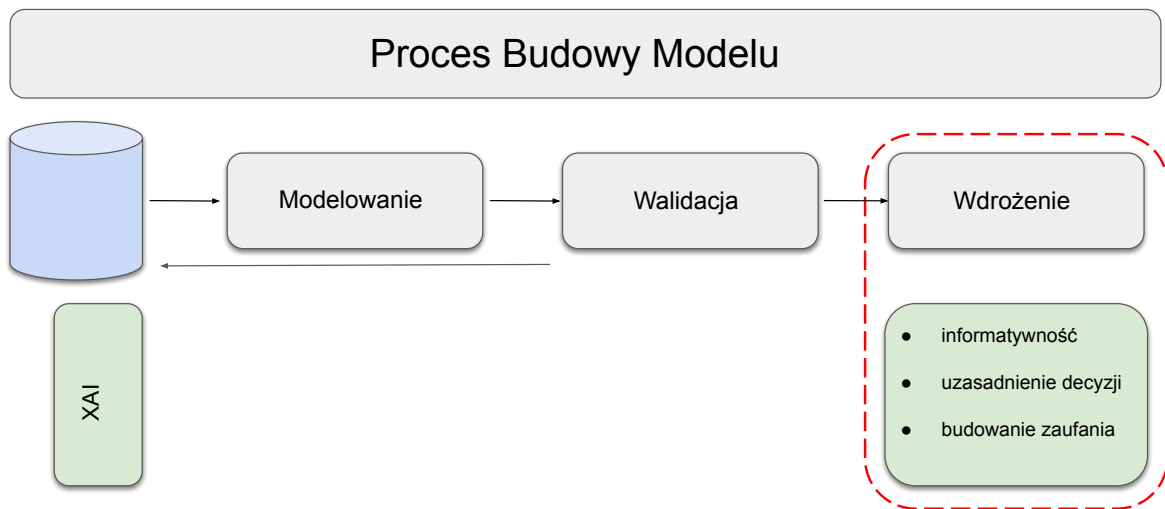 Proces Budowy Modelu
Modelowanie
Walidacja
Wdrożenie
XAI
● informatywność
● uzasadnienie decyzji
● budowanie zaufania